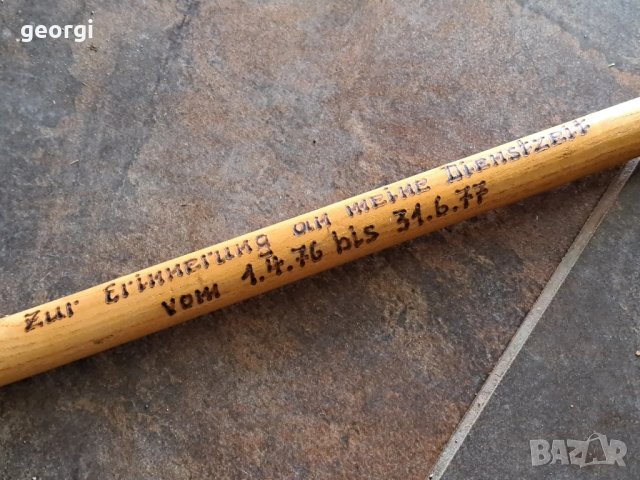 georgi
Zur Erinnerung an meine Dienstzeit
vom 1.4.76 bis 31.6.77
BAZAR